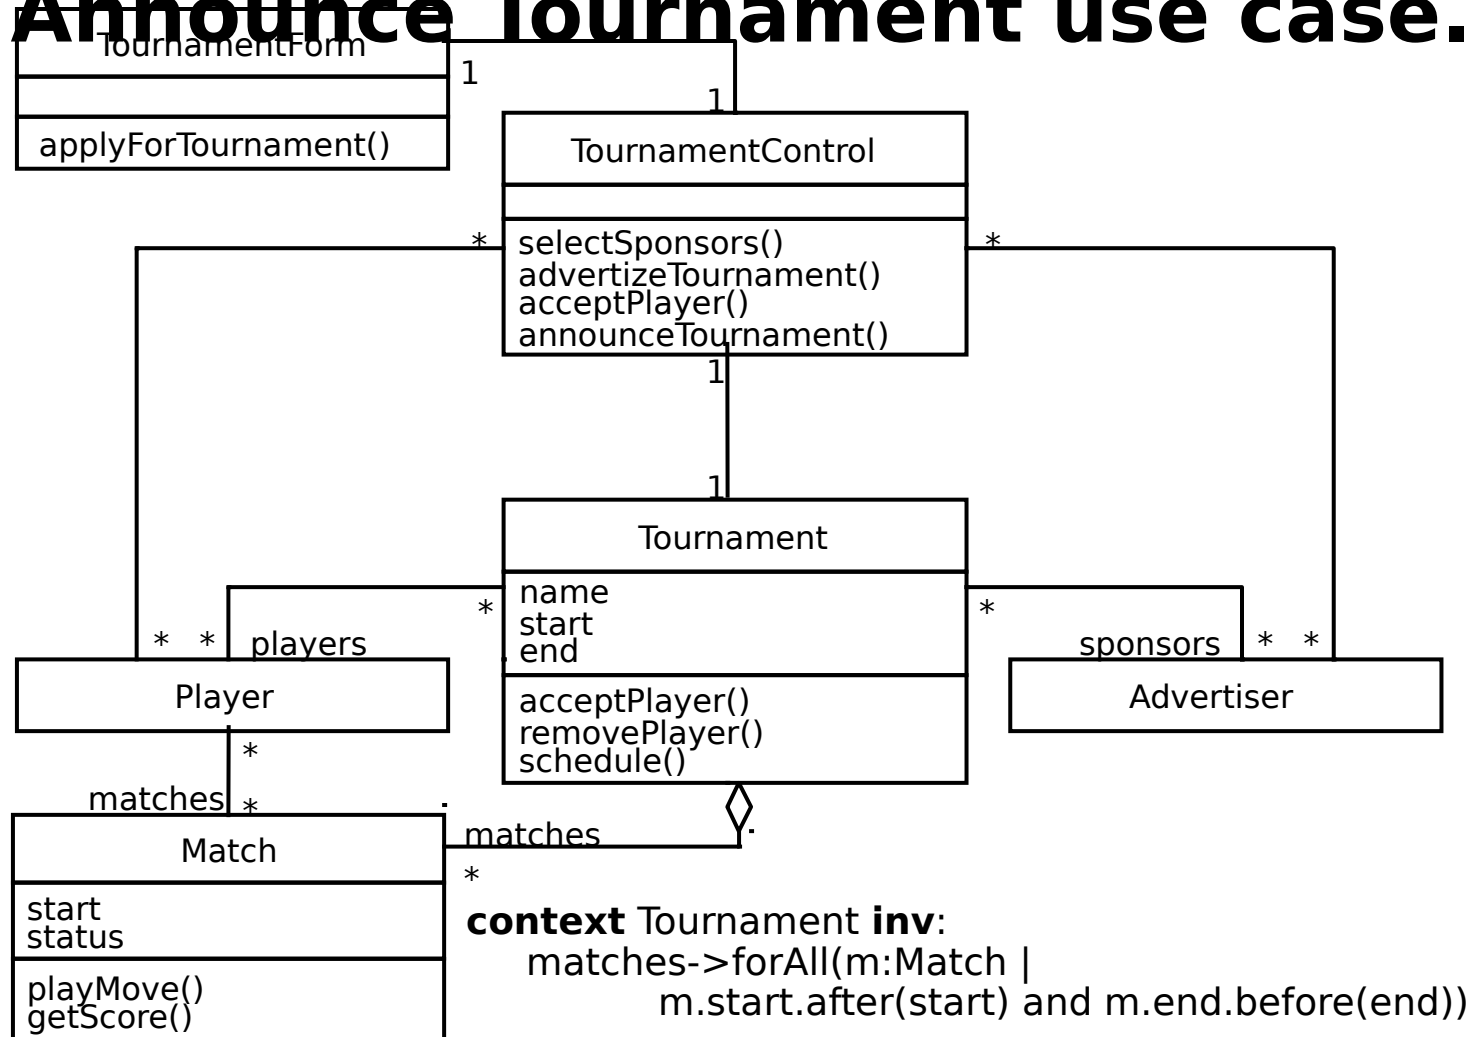 Announce Tournament use case.
TournamentForm
1
1
applyForTournament()
TournamentControl
* selectSponsors() *
advertizeTournament()
acceptPlayer()
announceTournament()
1
1
Tournament
name
* *
start
end
* * players
sponsors * *
Player
Advertiser
acceptPlayer()
removePlayer()
schedule()
*
matches *
matches
Match
*
start
status
playMove()
getScore()
context Tournament inv:
matches->forAll(m:Match |
m.start.after(start) and m.end.before(end))